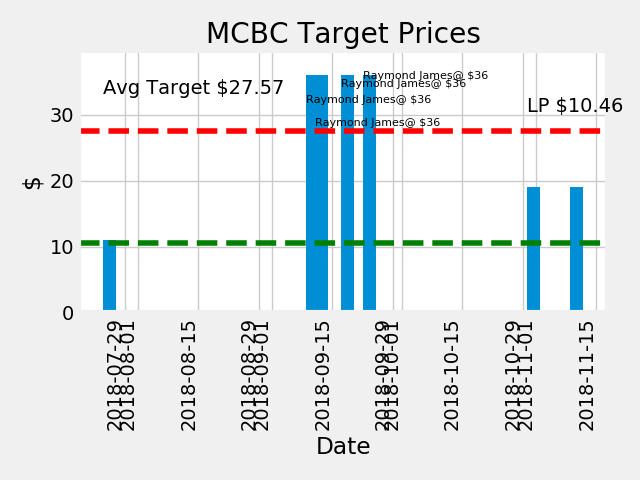 MCBC Target Prices
Avg Target $27.57
Raymond James@ $36
Raymond James@ $36
Raymond James@ $36
Raymond James@ $36
LP $10.46
$
30
20
10
0
2018-07-29
2018-08-01
2018-08-15
2018-08-29
2018-09-01
2018-09-15
2018-09-29
2018-10-01
2018-10-15
2018-10-29
2018-11-01
2018-11-15
Date